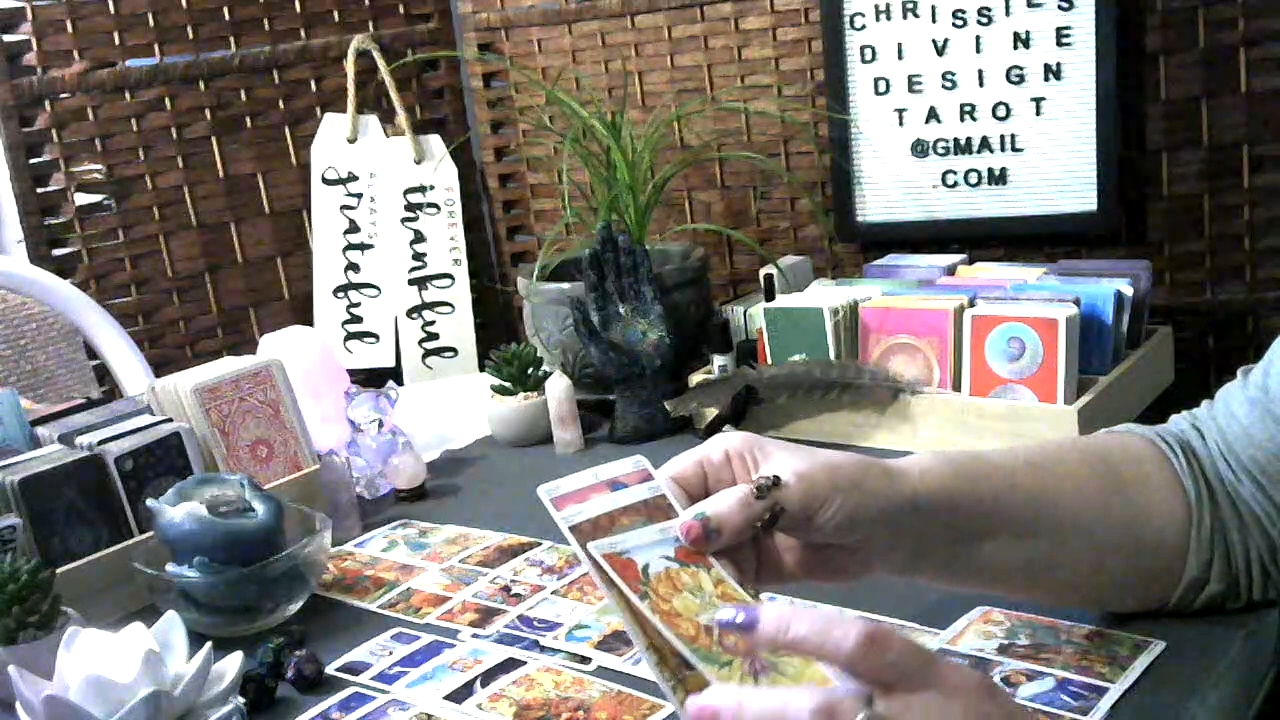 CHRISSIES
DIVINE
DESIGN
TAROT
@GMAIL
.COM
ALWAYS
grateful
FOREVER
thankful